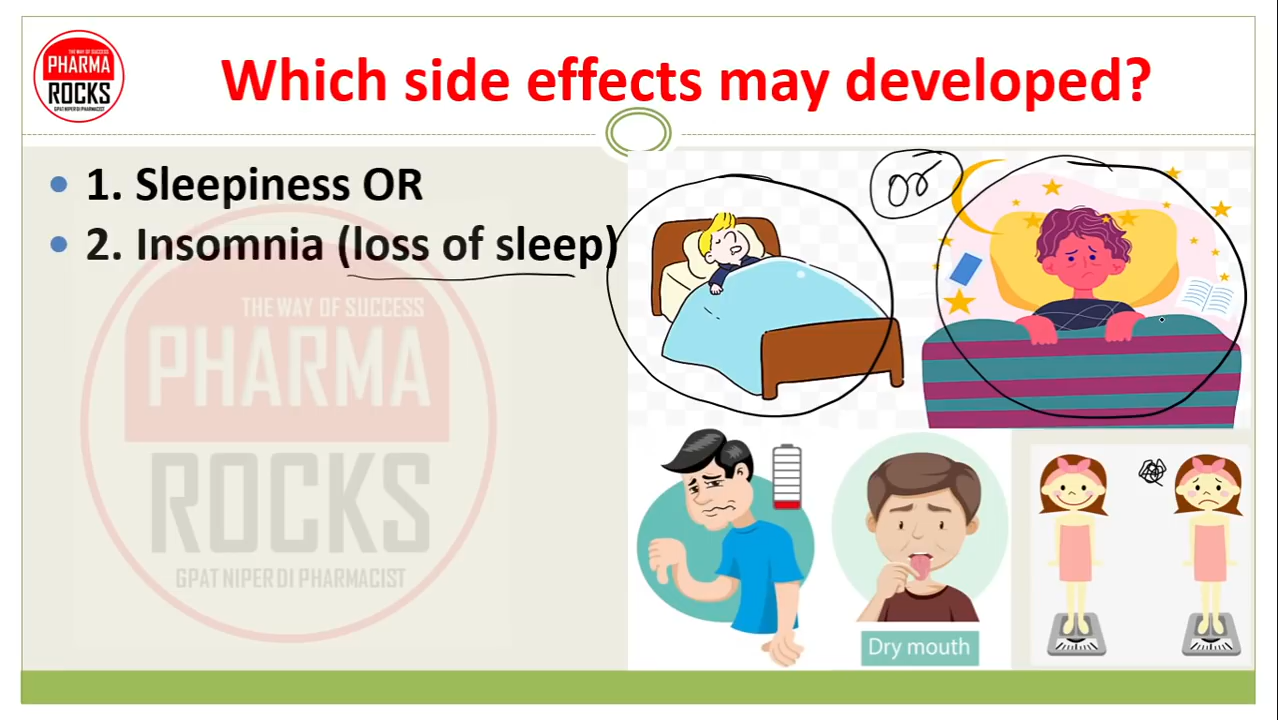 THE WAY OF SUCCESS
PHARMA
ROCKS
GPAT NIPER DI PHARMACIST
Which side effects may developed?
• 1. Sleepiness OR
• 2. Insomnia (loss of sleep)
or
THE WAY OF SUCCESS
PHARMA
ROCKS
GPAT NIPER DI PHARMACIST
Dry mouth